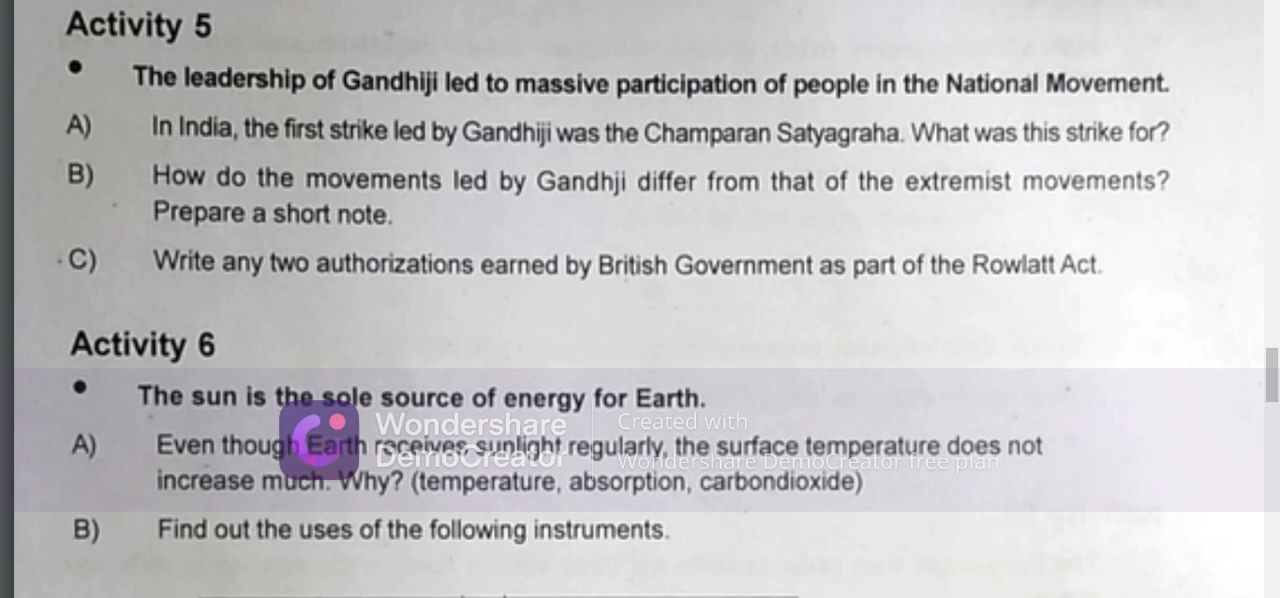 Activity 5
• The leadership of Gandhiji led to massive participation of people in the National Movement.
A) In India, the first strike led by Gandhiji was the Champaran Satyagraha. What was this strike for?
B) How do the movements led by Gandhji differ from that of the extremist movements?
Prepare a short note.
C) Write any two authorizations earned by British Government as part of the Rowlatt Act.
Activity 6
• The sun is the sole source of energy for Earth.
Wondershare
DemoCreator
Created with
Wondershare DemoCreator free plan
A) Even though Earth receives sunlight regularly, the surface temperature does not
increase much. Why? (temperature, absorption, carbondioxide)
B) Find out the uses of the following instruments.